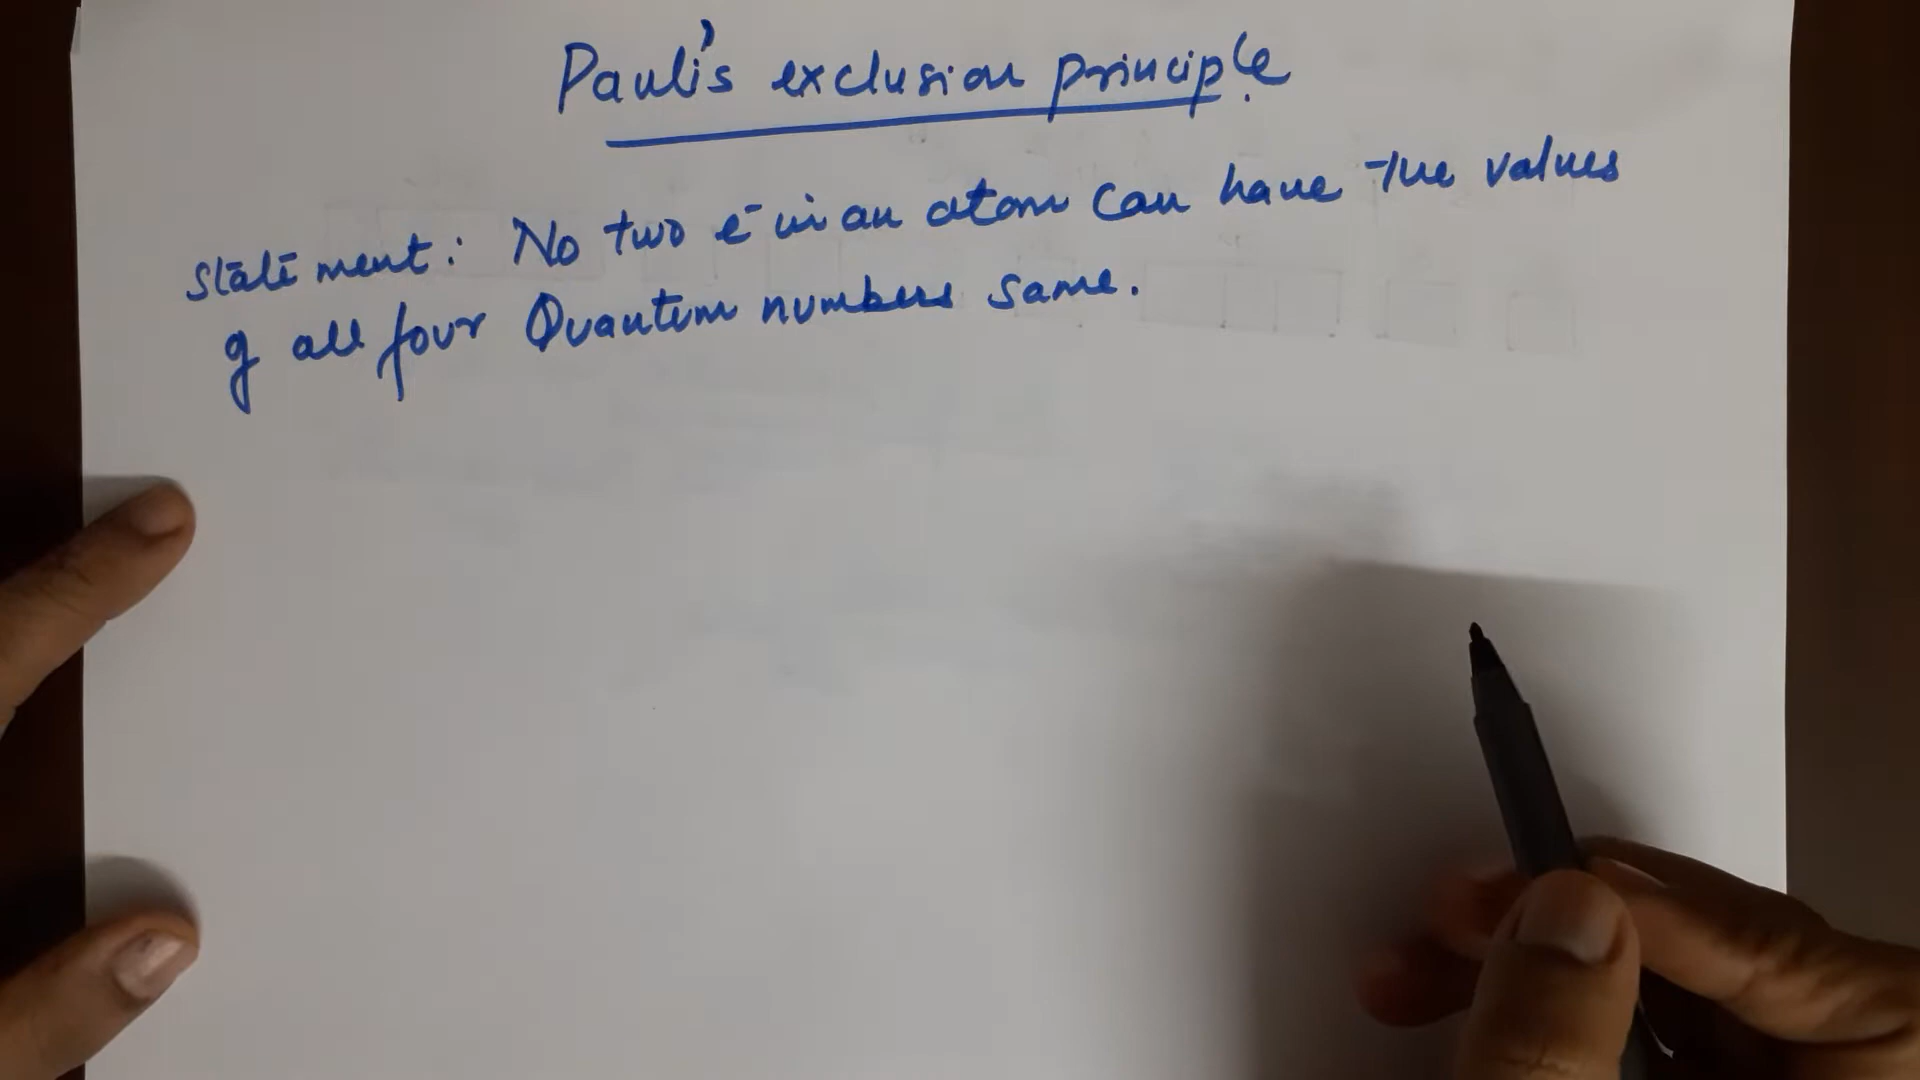 Pauli's exclusion principle
Statement: No two e⁻ in an atom can have the values
of all four Quantum numbers same.